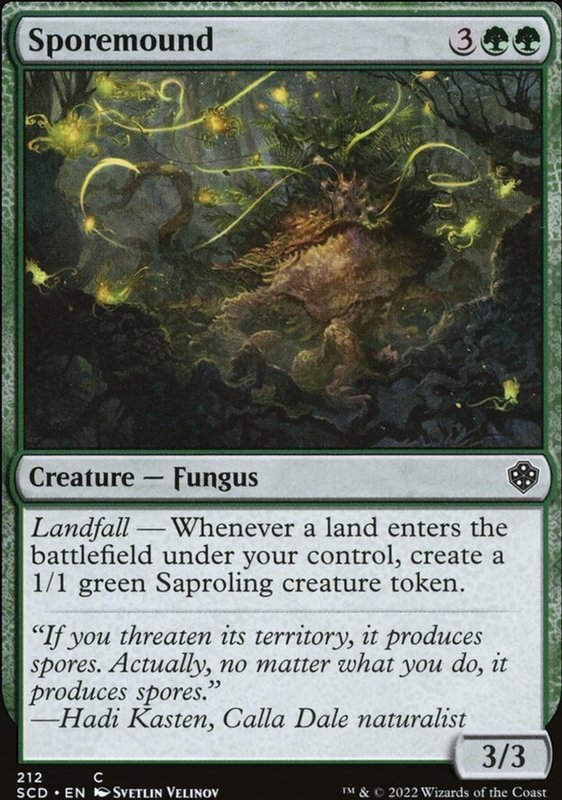 Sporemound 3
Creature — Fungus
Landfall — Whenever a land enters the
battlefield under your control, create a
1/1 green Saproling creature token.
“If you threaten its territory, it produces
spores. Actually, no matter what you do, it
produces spores.”
—Hadi Kasten, Calla Dale naturalist
3/3
212 C
SCD • EN Svetlin Velinov
™ & © 2022 Wizards of the Coast